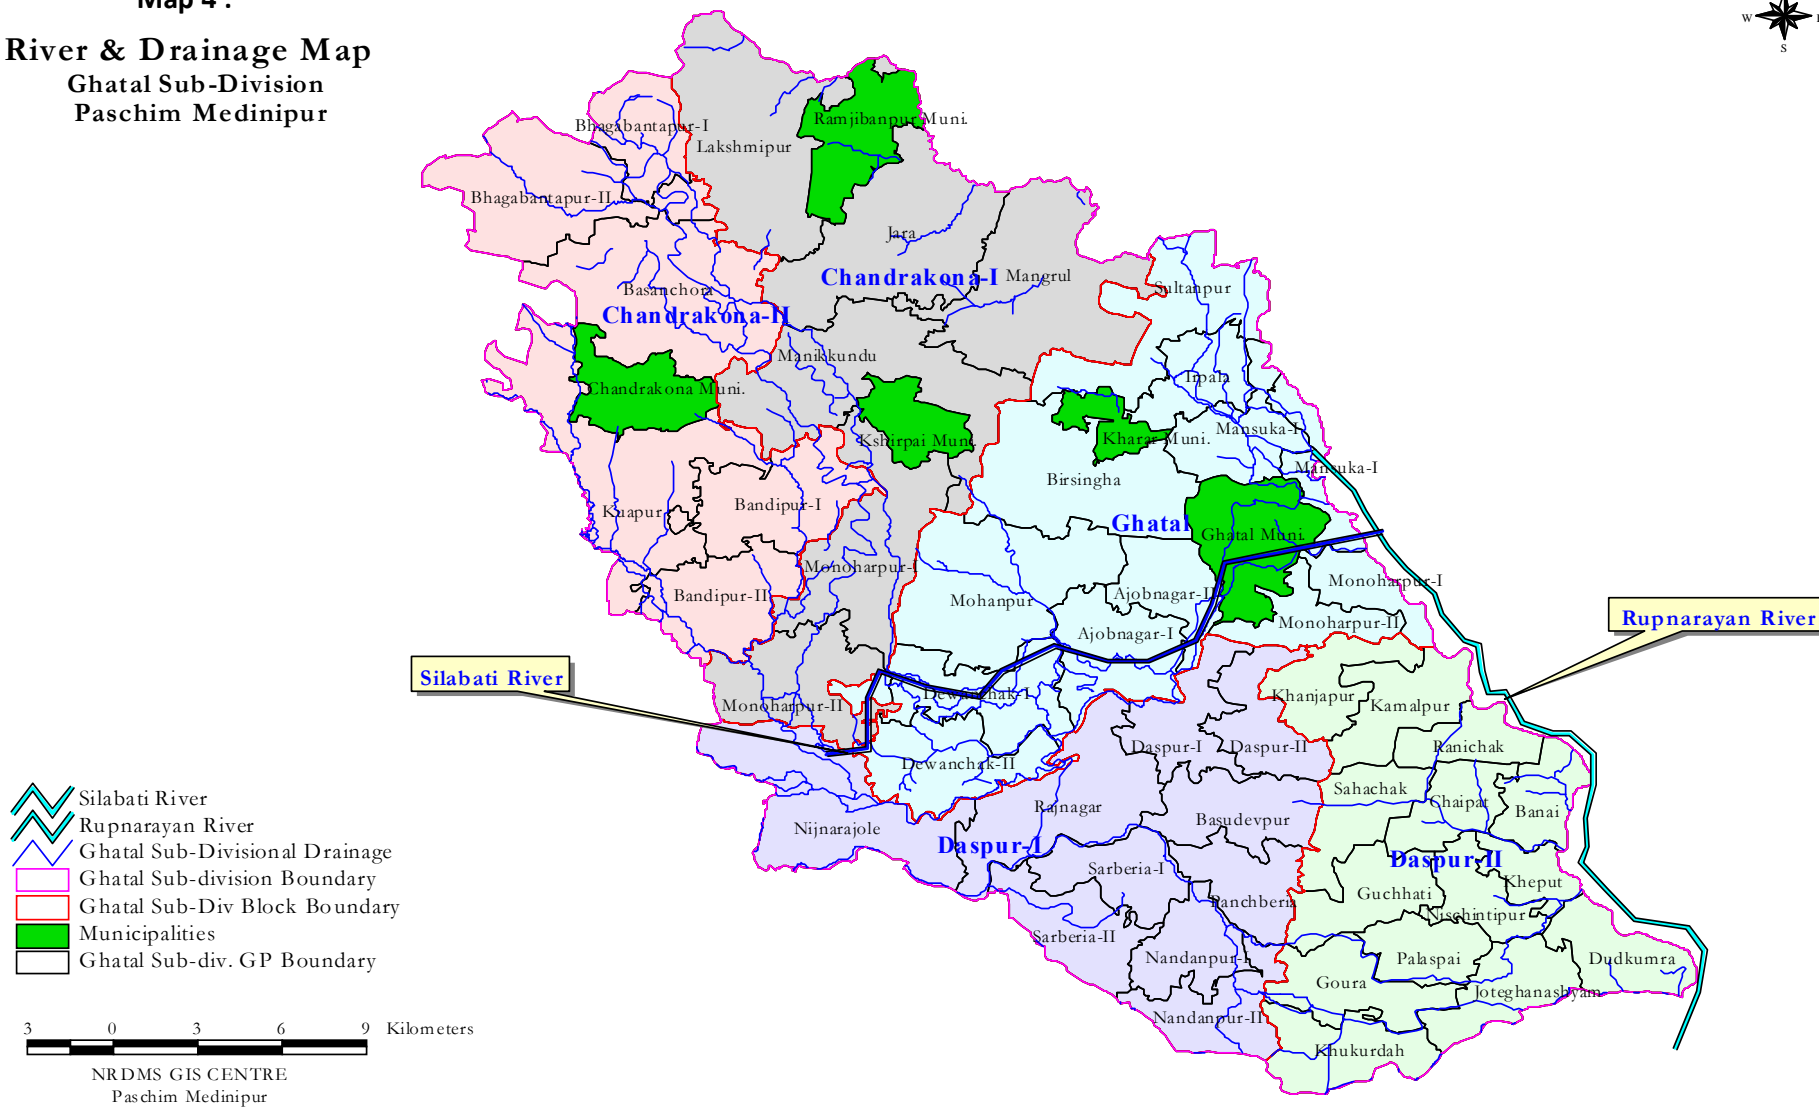 Map 4 :
River & Drainage Map
Ghatal Sub-Division
Paschim Medinipur
W
S
Bhagabantapur-I
Ramjibanpur Muni.
Lakshmipur
Bhagabantapur-II
Jara
Chandrakona-I
Mangrul
Sultanpur
Basanchora
Chandrakona-II
Manikkundu
Irpala
Chandrakona Muni.
Mansuka-I
Kshirpai Muni.
Kharar Muni.
Mansuka-I
Birsingha
Bandipur-I
Kuapur
Ghatal
Ghatal Muni.
Monoharpur-I
Monoharpur-I
Bandipur-II
Mohanpur
Ajobnagar-II
Monoharpur-II
Ajobnagar-I
Rupnarayan River
Silabati River
Dewanchak-I
Khanjapur
Kamalpur
Monoharpur-II
Daspur-I
Daspur-II
Ranichak
Dewanchak-II
Sahachak
Silabati River
Rajnagar
Chaipat
Banai
Rupnarayan River
Nijnarajole
Basudevpur
Ghatal Sub-Divisional Drainage
Daspur-I
Daspur-II
Ghatal Sub-division Boundary
Sarberia-I
Kheput
Guchhati
Ghatal Sub-Div Block Boundary
Panchberia
Nischintipur
Municipalities
Sarberia-II
Ghatal Sub-div. GP Boundary
Nandanpur-I
Palaspai
Dudkumra
Goura
Joteghanashyam
Nandanpur-II
3 0 3 6 9 Kilometers
Khukurdah
NRDMS GIS CENTRE
Paschim Medinipur